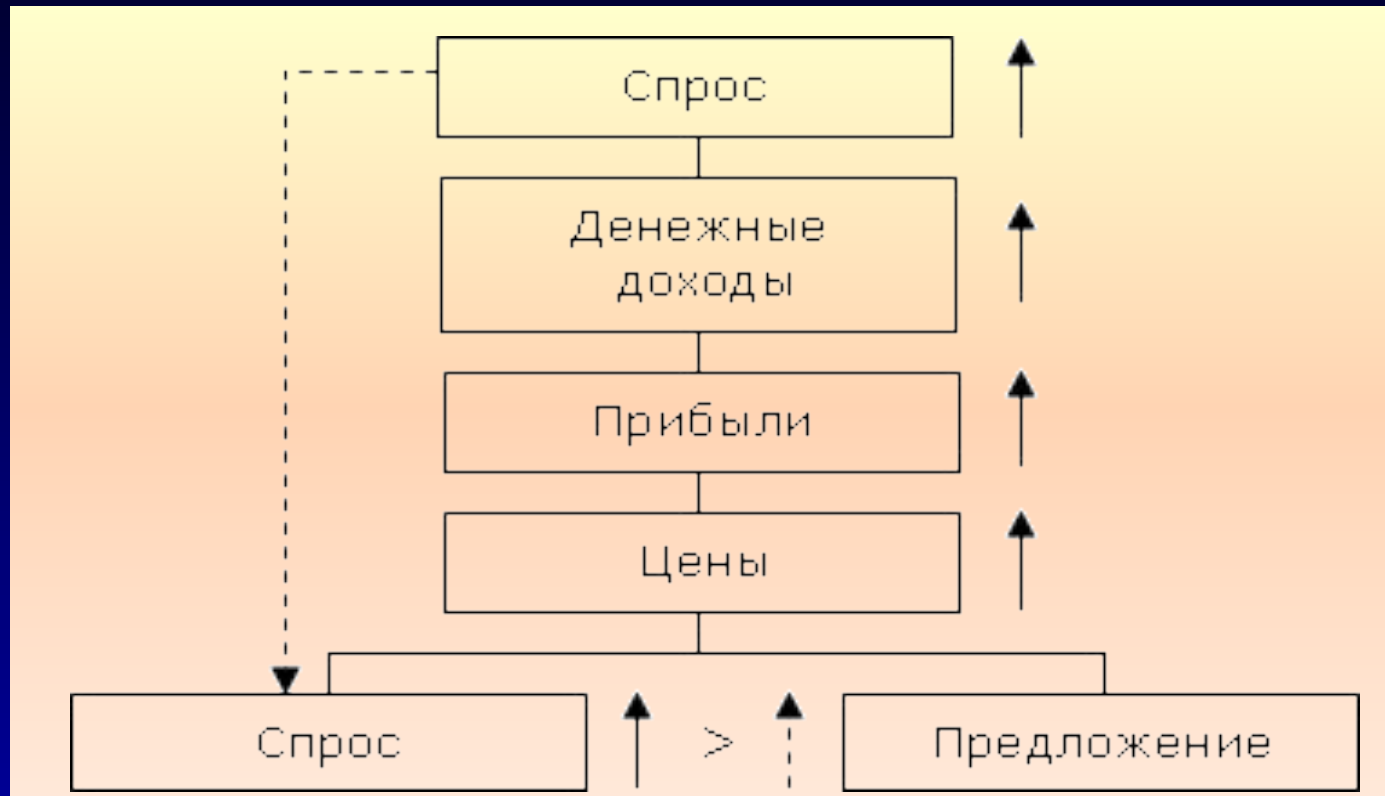 Спрос
Денежные
доходы
Прибыли
Цены
Спрос > Предложение